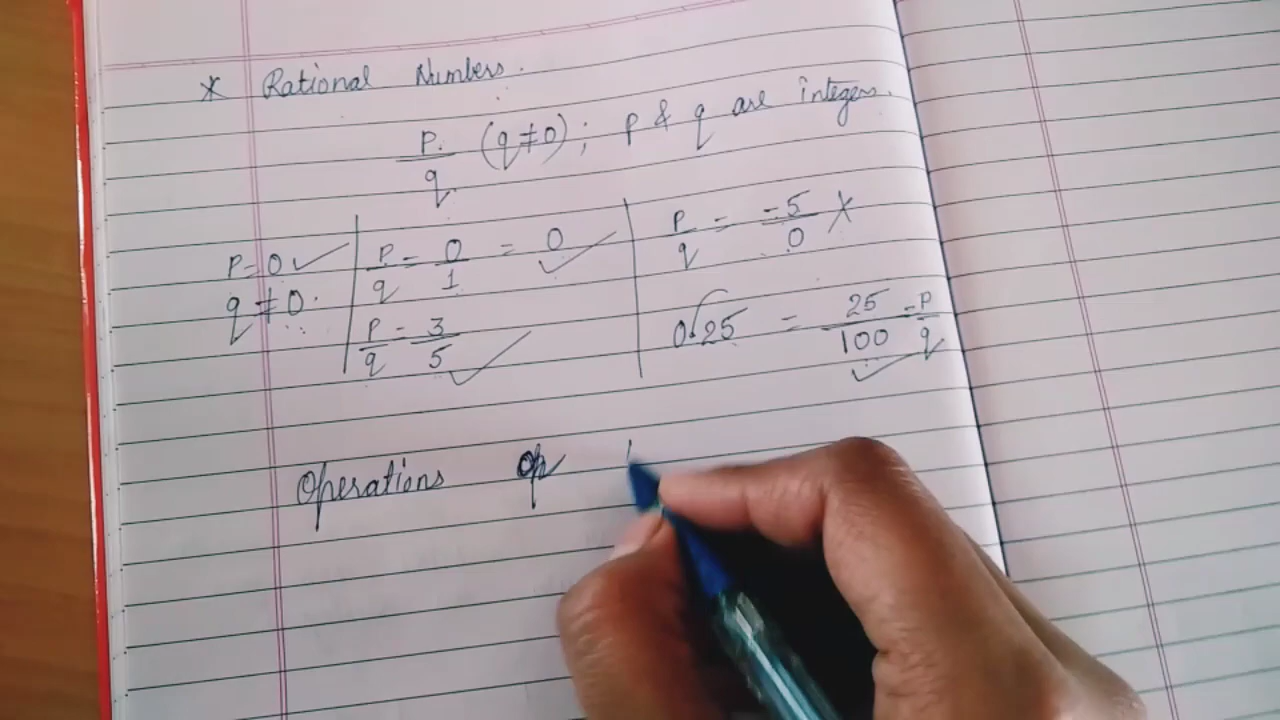 * Rational Numbers.
p/q (q≠0); p & q are integers.
p=0 ✓
q≠0.
p/q = 0/1 = 0 ✓
p/q = 3/5 ✓
p/q = -5/0 ×
0.25 = 25/100 = p/q ✓
Operations